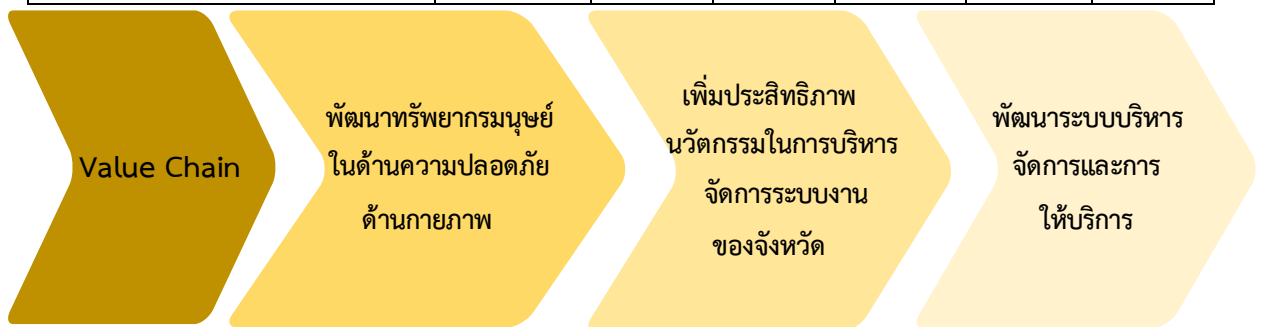 Value Chain
พัฒนาทรัพยากรมนุษย์
ในด้านความปลอดภัย
ด้านกายภาพ
เพิ่มประสิทธิภาพ
นวัตกรรมในการบริหาร
จัดการระบบงาน
ของจังหวัด
พัฒนาระบบบริหาร
จัดการและการ
ให้บริการ